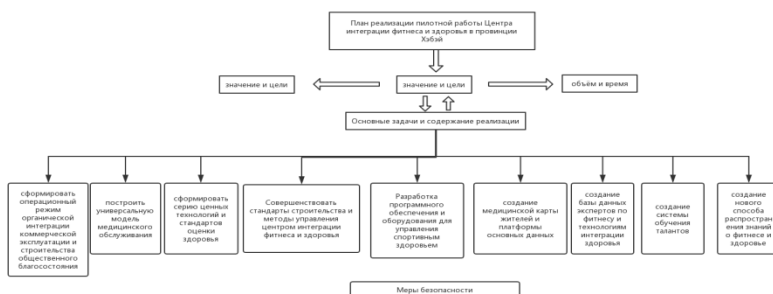 План реализации пилотной работы Центра
интеграции фитнеса и здоровья в провинции
Хэбэй
значение и цели
значение и цели
объём и время
Основные задачи и содержание реализации
сформировать
операционный
режим
органической
интеграции
коммерческой
эксплуатации и
строительства
общественного
благосостояния
построить
универсальную
модель
медицинского
обслуживания
сформировать
серию ценных
технологий и
стандартов
оценки
здоровья
Совершенствовать
стандарты строительства и
методы управления
центром интеграции
фитнеса и здоровья
Разработка
программного
обеспечения и
оборудования для
управления
спортивным
здоровьем
создание
медицинской карты
жителей и
платформы
основных данных
создание
базы данных
экспертов по
фитнесу и
технологиям
интеграции
здоровья
создание
системы
обучения
талантов
создание
нового
способа
распростран
ения знаний
о фитнесе и
здоровье
Меры безопасности